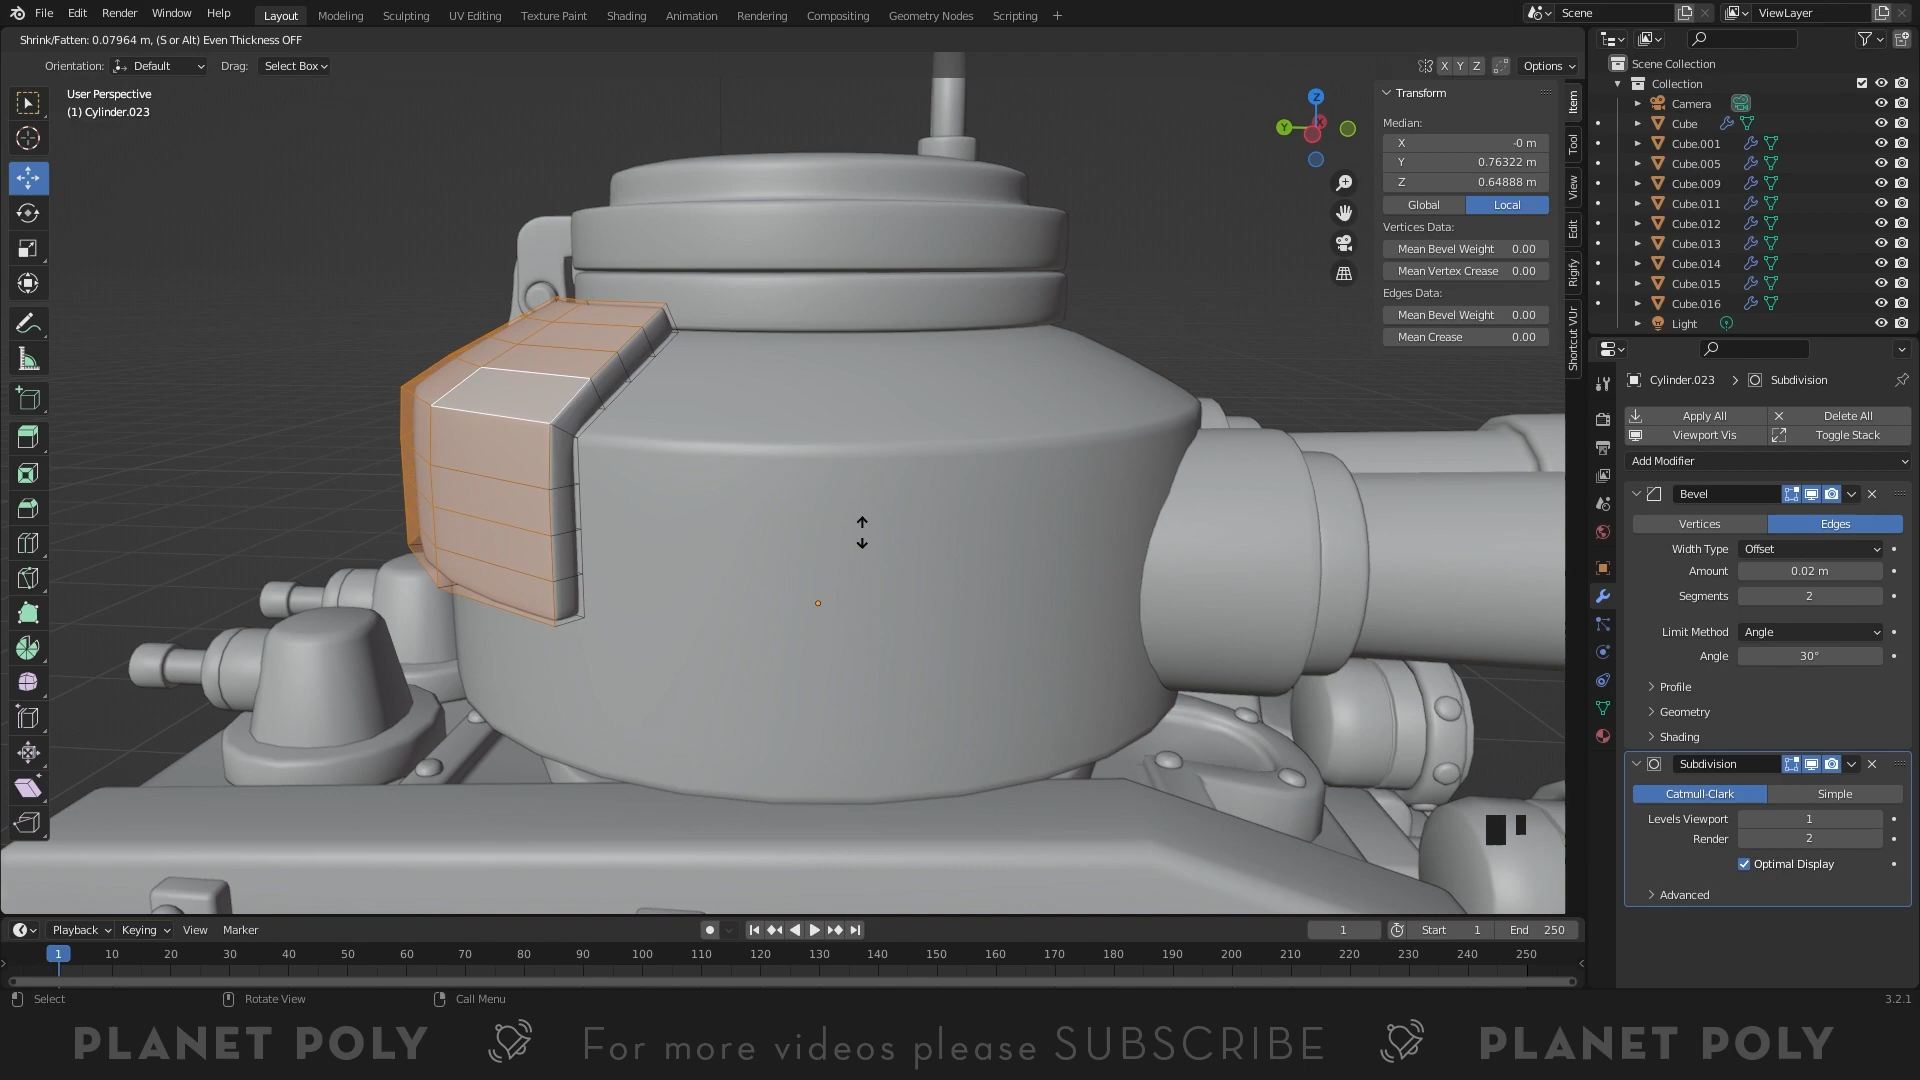 File Edit Render Window Help
Layout Modeling Sculpting UV Editing Texture Paint Shading Animation Rendering Compositing Geometry Nodes Scripting +
Scene
ViewLayer
Shrink/Fatten: 0.07964 m, (S or Alt) Even Thickness OFF
Orientation: Default Drag: Select Box
X Y Z Options
User Perspective
(1) Cylinder.023
Z
Y
X
Transform
Median:
X -0 m
Y 0.76322 m
Z 0.64888 m
Global Local
Vertices Data:
Mean Bevel Weight 0.00
Mean Vertex Crease 0.00
Edges Data:
Mean Bevel Weight 0.00
Mean Crease 0.00
Item
Tool
View
Edit
Rigify
Shortcut VUr
Scene Collection
Collection
Camera
Cube
Cube.001
Cube.005
Cube.009
Cube.011
Cube.012
Cube.013
Cube.014
Cube.015
Cube.016
Light
Cylinder.023 > Subdivision
Apply All Delete All
Viewport Vis Toggle Stack
Add Modifier
Bevel
Vertices Edges
Width Type Offset
Amount 0.02 m
Segments 2
Limit Method Angle
Angle 30°
Profile
Geometry
Shading
Subdivision
Catmull-Clark Simple
Levels Viewport 1
Render 2
Optimal Display
Advanced
Playback Keying View Marker
1 Start 1 End 250
1 10 20 30 40 50 60 70 80 90 100 110 120 130 140 150 160 170 180 190 200 210 220 230 240 250
Select Rotate View Call Menu
3.2.1
PLANET POLY For more videos please SUBSCRIBE PLANET POLY